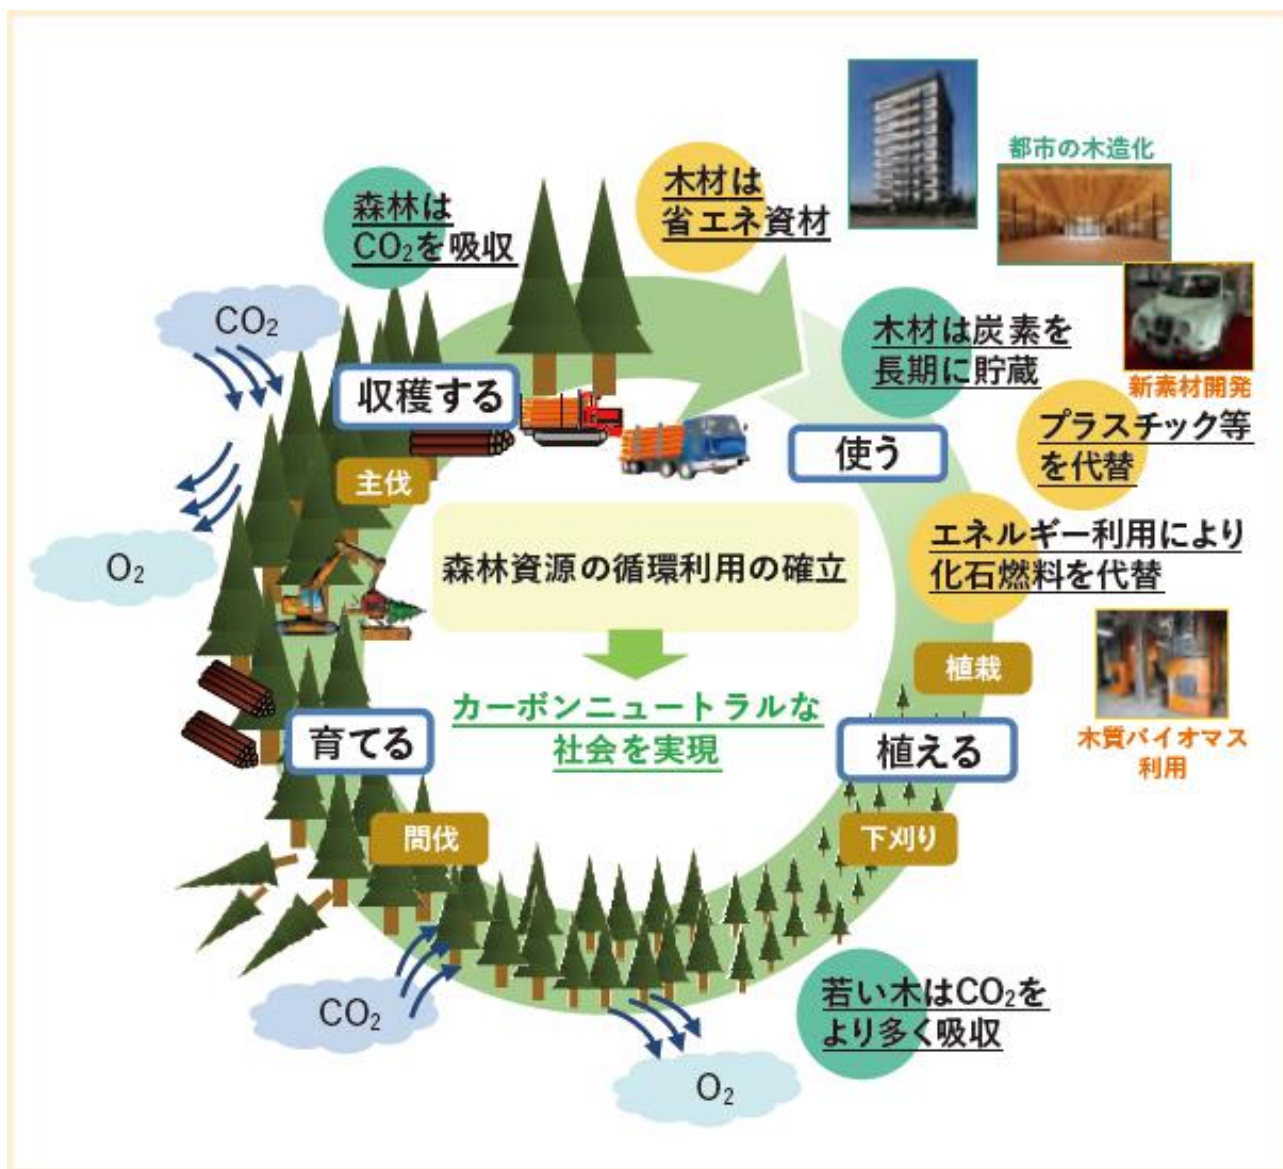 都市の木造化
木材は
省エネ資材
森林は
CO₂を吸収
CO₂
木材は炭素を
長期に貯蔵
新素材開発
収穫する
プラスチック等
を代替
使う
主伐
エネルギー利用により
化石燃料を代替
O₂
森林資源の循環利用の確立
植栽
カーボンニュートラルな
社会を実現
育てる
植える
木質バイオマス
利用
間伐
下刈り
CO₂
若い木はCO₂を
より多く吸収
O₂